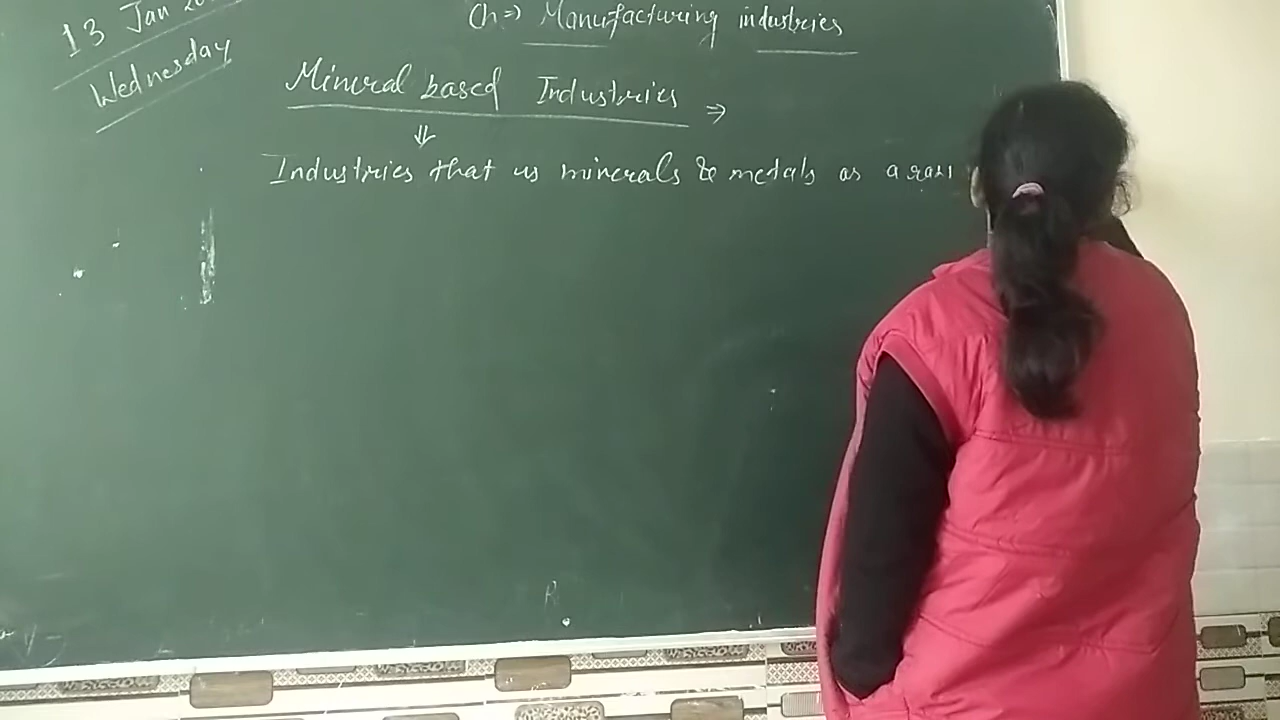 13 Jan
Wednesday
Ch ⇒ Manufacturing industries
Mineral based Industries ⇒
⇓
Industries that us minerals & metals as a raw